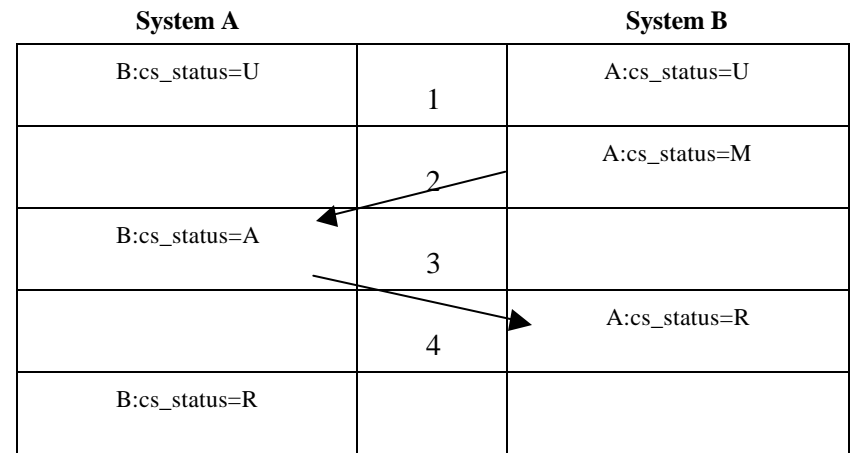 System A System B
B:cs_status=U A:cs_status=U
1
A:cs_status=M
2
B:cs_status=A
3
A:cs_status=R
4
B:cs_status=R